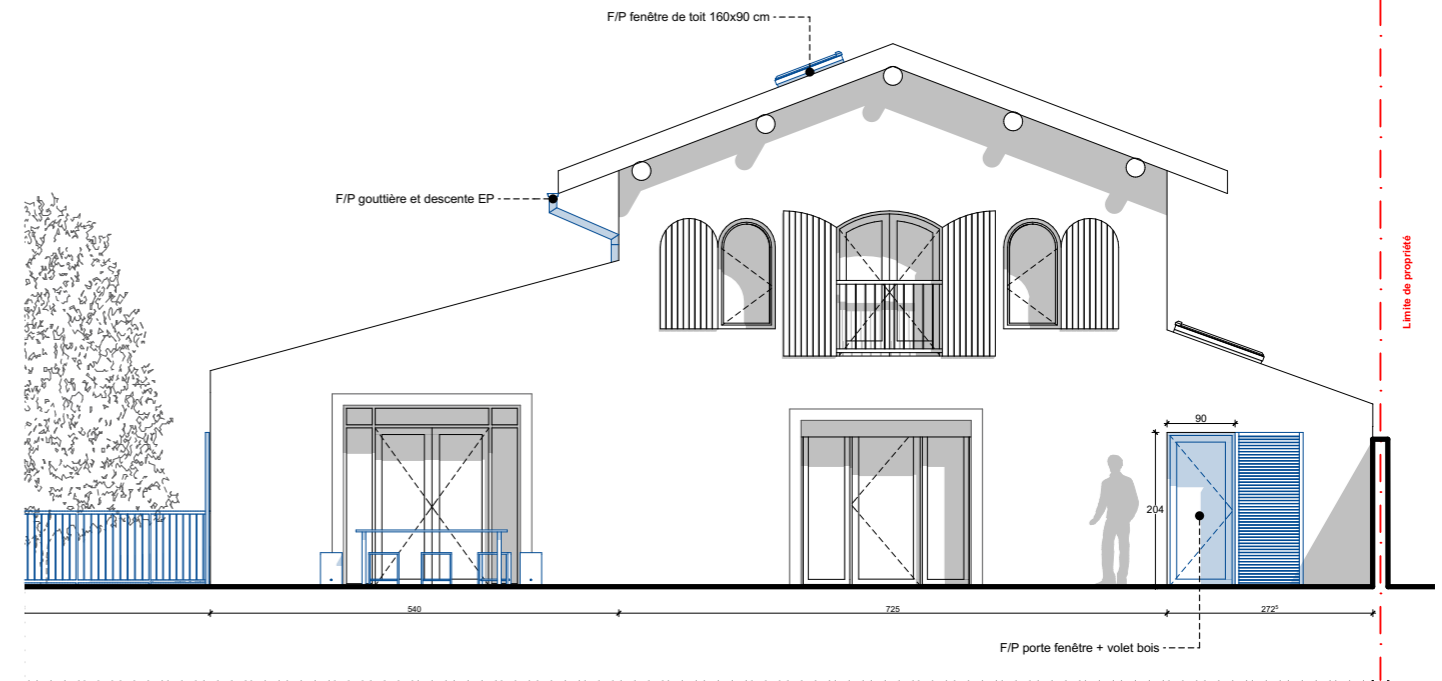 F/P fenêtre de toit 160x90 cm
F/P gouttière et descente EP
Limite de propriété
90
204
540
725
272⁵
F/P porte fenêtre + volet bois